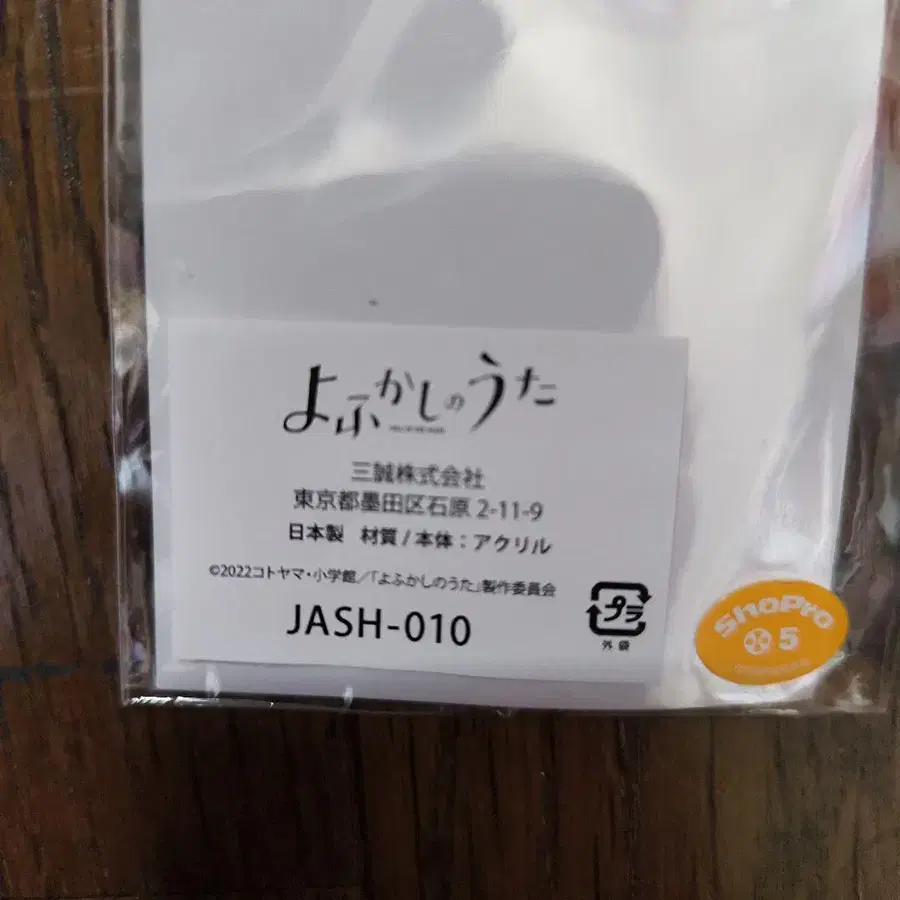 よふかしのうた
三誠株式会社
東京都墨田区石原 2-11-9
日本製 材質/本体：アクリル
©2022コトヤマ・小学館／「よふかしのうた」製作委員会
JASH-010
プラ
外袋
ShoPro
5